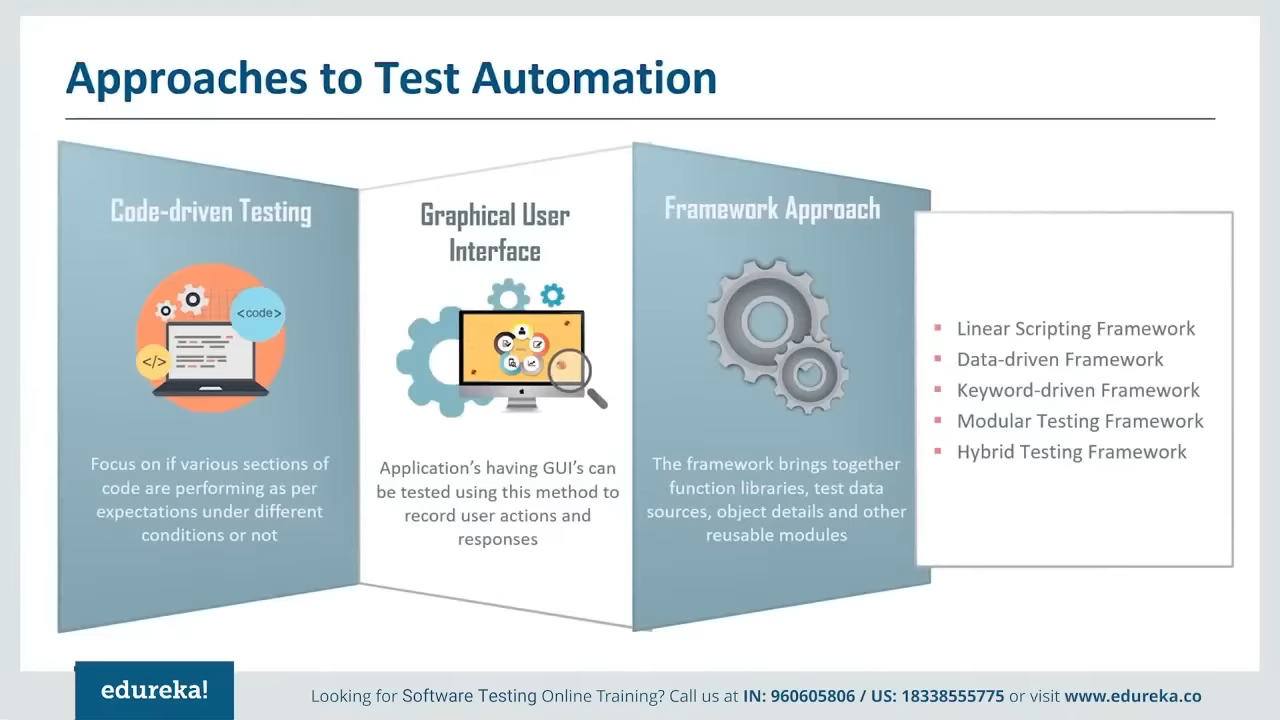 Approaches to Test Automation
Code-driven Testing
<code>
</>
Focus on if various sections of
code are performing as per
expectations under different
conditions or not
Graphical User
Interface
Application's having GUI's can
be tested using this method to
record user actions and
responses
Framework Approach
The framework brings together
function libraries, test data
sources, object details and other
reusable modules
Linear Scripting Framework
Data-driven Framework
Keyword-driven Framework
Modular Testing Framework
Hybrid Testing Framework
edureka!
Looking for Software Testing Online Training? Call us at IN: 960605806 / US: 18338555775 or visit www.edureka.co